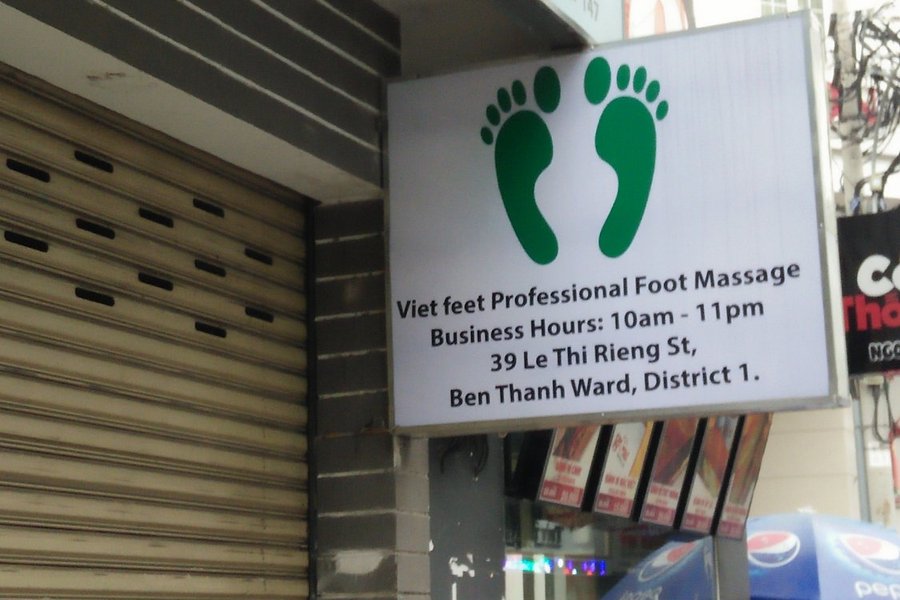 147
Viet feet Professional Foot Massage
Business Hours: 10am - 11pm
39 Le Thi Rieng St,
Ben Thanh Ward, District 1.